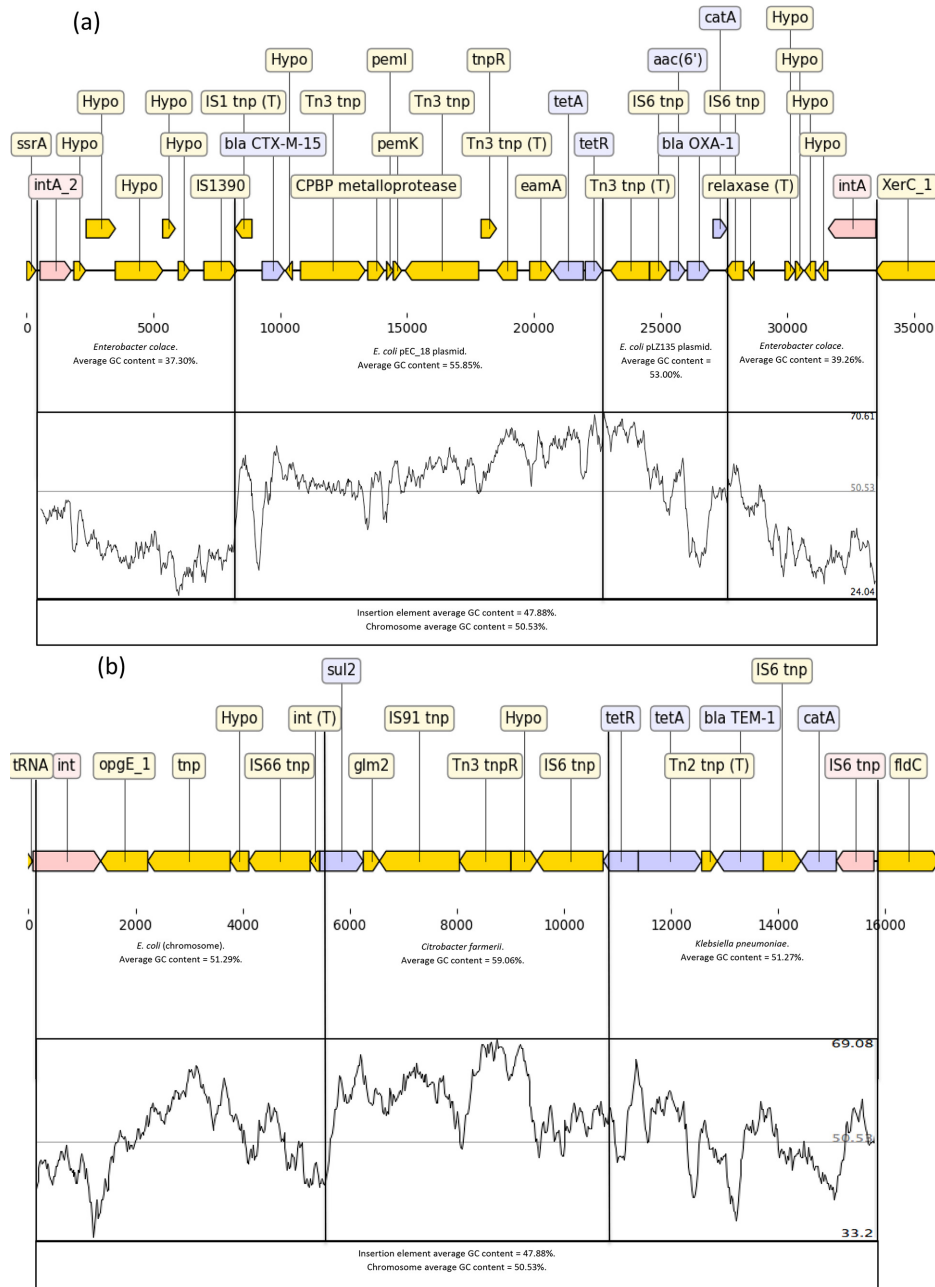 (a)
catA
Hypo
Hypo
pemI
tnpR
aac(6')
Hypo
Hypo
Hypo
IS1 tnp (T)
Tn3 tnp
Tn3 tnp
tetA
IS6 tnp
IS6 tnp
Hypo
ssrA
Hypo
Hypo
bla CTX-M-15
pemK
Tn3 tnp (T)
tetR
bla OXA-1
Hypo
intA_2
Hypo
IS1390
CPBP metalloprotease
eamA
Tn3 tnp (T)
relaxase (T)
intA
XerC_1
0 5000 10000 15000 20000 25000 30000 35000
Enterobacter colace.
Average GC content = 37.30%.
E. coli pEC_18 plasmid.
Average GC content = 55.85%.
E. coli pLZ135 plasmid.
Average GC content =
53.00%.
Enterobacter colace.
Average GC content = 39.26%.
70.61
50.53
24.04
Insertion element average GC content = 47.88%.
Chromosome average GC content = 50.53%.
(b)
sul2
IS6 tnp
Hypo
int (T)
IS91 tnp
Hypo
tetR
tetA
bla TEM-1
catA
tRNA
int
opgE_1
tnp
IS66 tnp
glm2
Tn3 tnpR
IS6 tnp
Tn2 tnp (T)
IS6 tnp
fldC
0 2000 4000 6000 8000 10000 12000 14000 16000
E. coli (chromosome).
Average GC content = 51.29%.
Citrobacter farmerii.
Average GC content = 59.06%.
Klebsiella pneumoniae.
Average GC content = 51.27%.
69.08
50.53
33.2
Insertion element average GC content = 47.88%.
Chromosome average GC content = 50.53%.